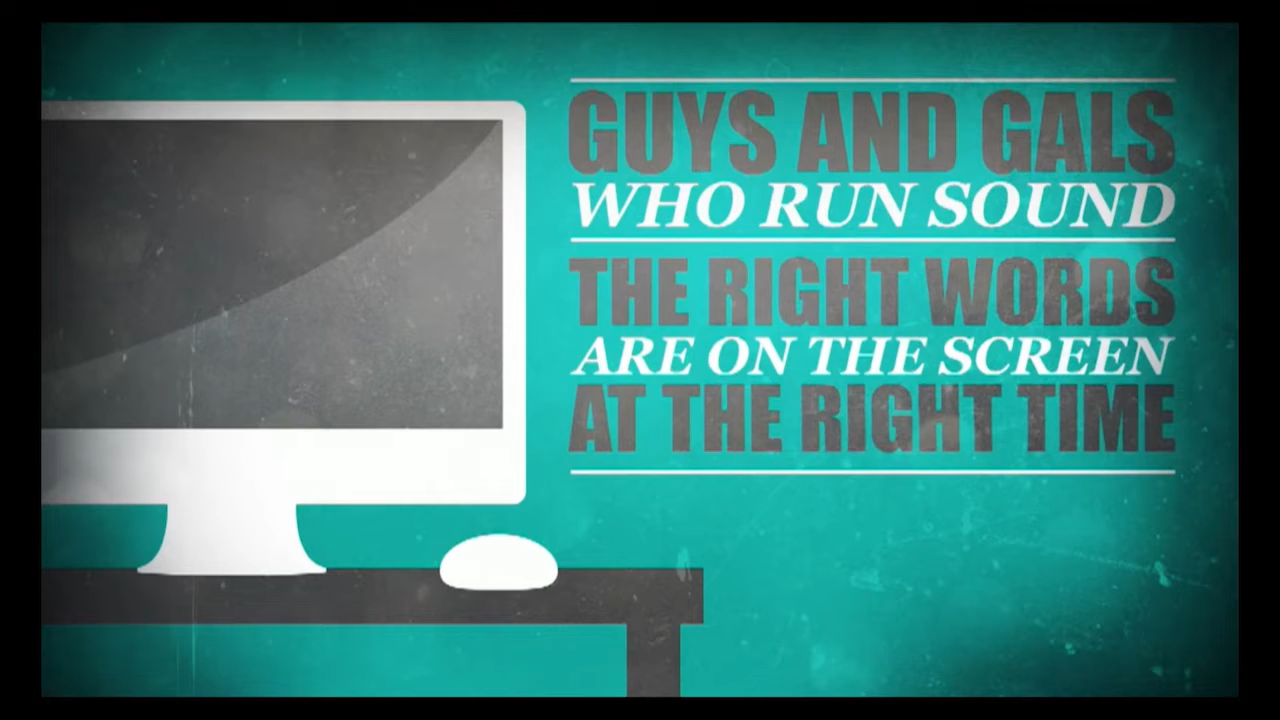 GUYS AND GALS
WHO RUN SOUND
THE RIGHT WORDS
ARE ON THE SCREEN
AT THE RIGHT TIME